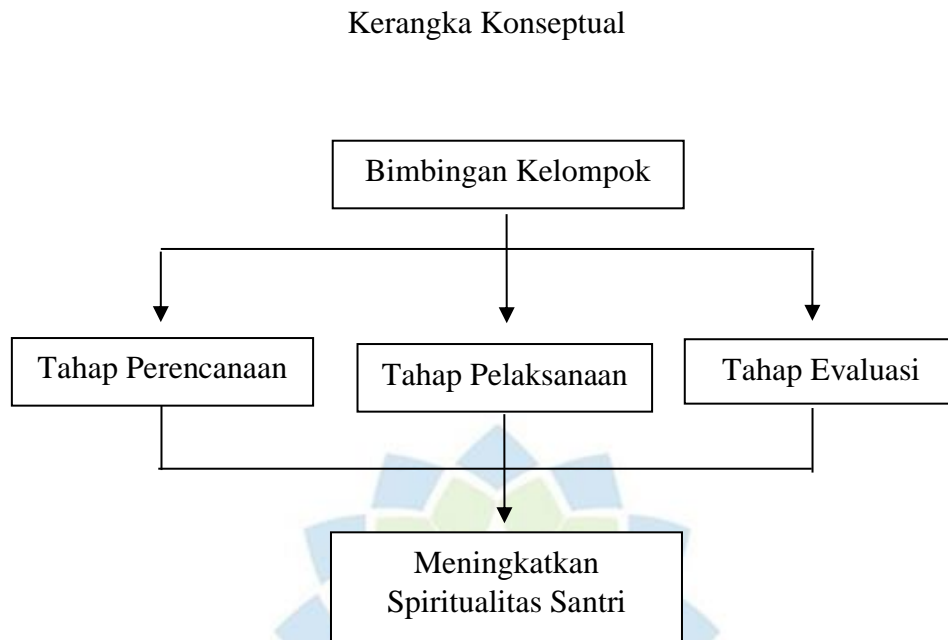 Kerangka Konseptual
Bimbingan Kelompok
Tahap Perencanaan
Tahap Pelaksanaan
Tahap Evaluasi
Meningkatkan
Spiritualitas Santri